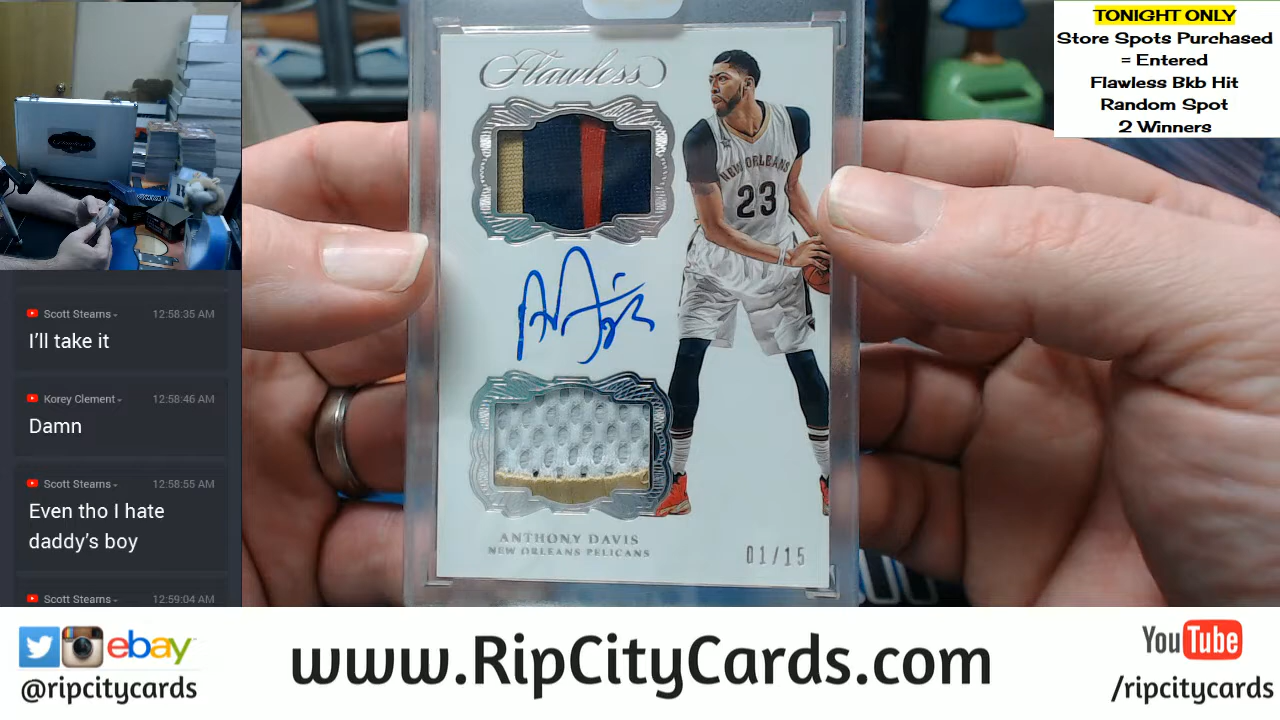 TONIGHT ONLY
Store Spots Purchased
= Entered
Flawless Bkb Hit
Random Spot
2 Winners
Flawless
NEW ORLEANS
23
ANTHONY DAVIS
NEW ORLEANS PELICANS
01/15
Scott Stearns
12:58:35 AM
I'll take it
Korey Clement
12:58:46 AM
Damn
Scott Stearns
12:58:55 AM
Even tho I hate
daddy's boy
Scott Stearns
12:59:04 AM
ebay
@ripcitycards
www.RipCityCards.com
YouTube
/ripcitycards